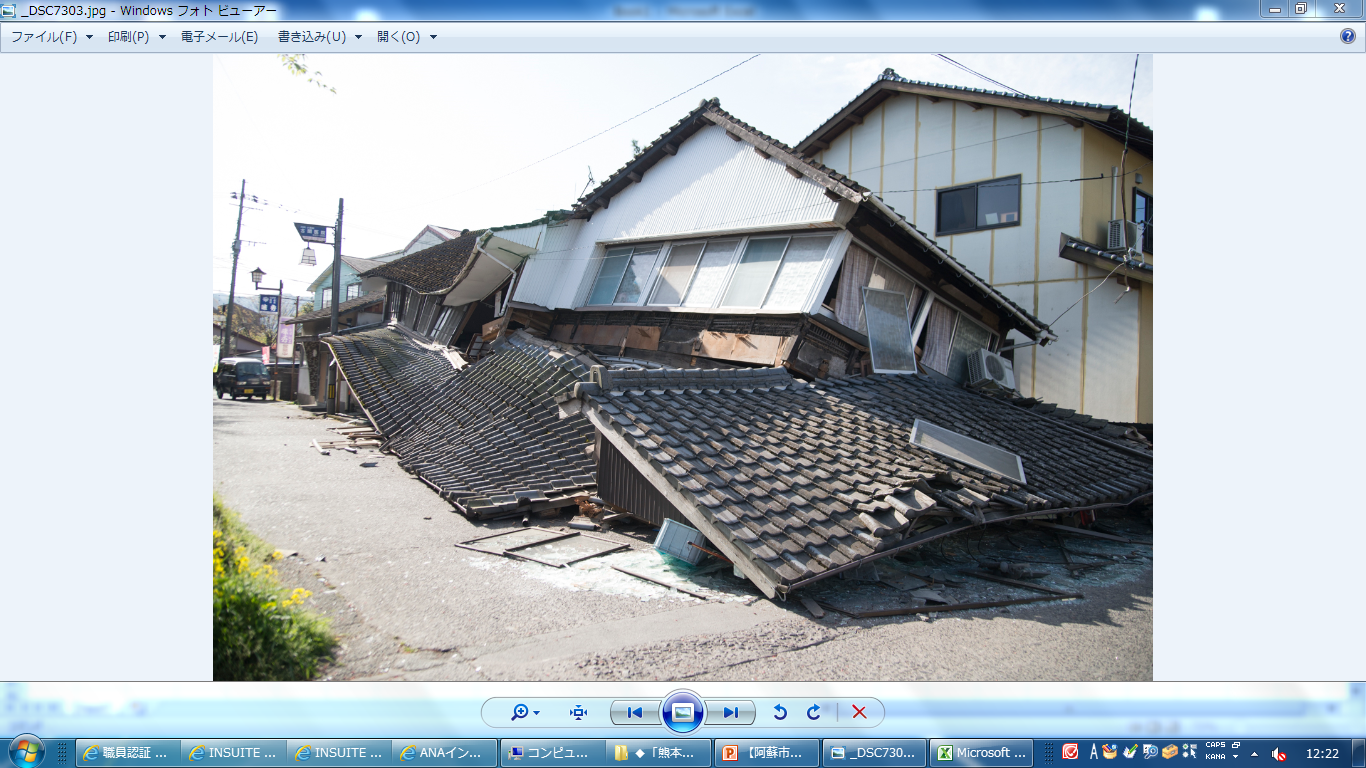 _DSC7303.jpg - Windows フォト ビューアー
ファイル(F) 印刷(P) 電子メール(E) 書き込み(U) 開く(O)
職員認証 ...
INSUITE ...
INSUITE ...
ANAイン...
コンピュ...
◆「熊本...
【阿蘇市...
_DSC730...
Microsoft ...
A
CAPS
KANA
12:22